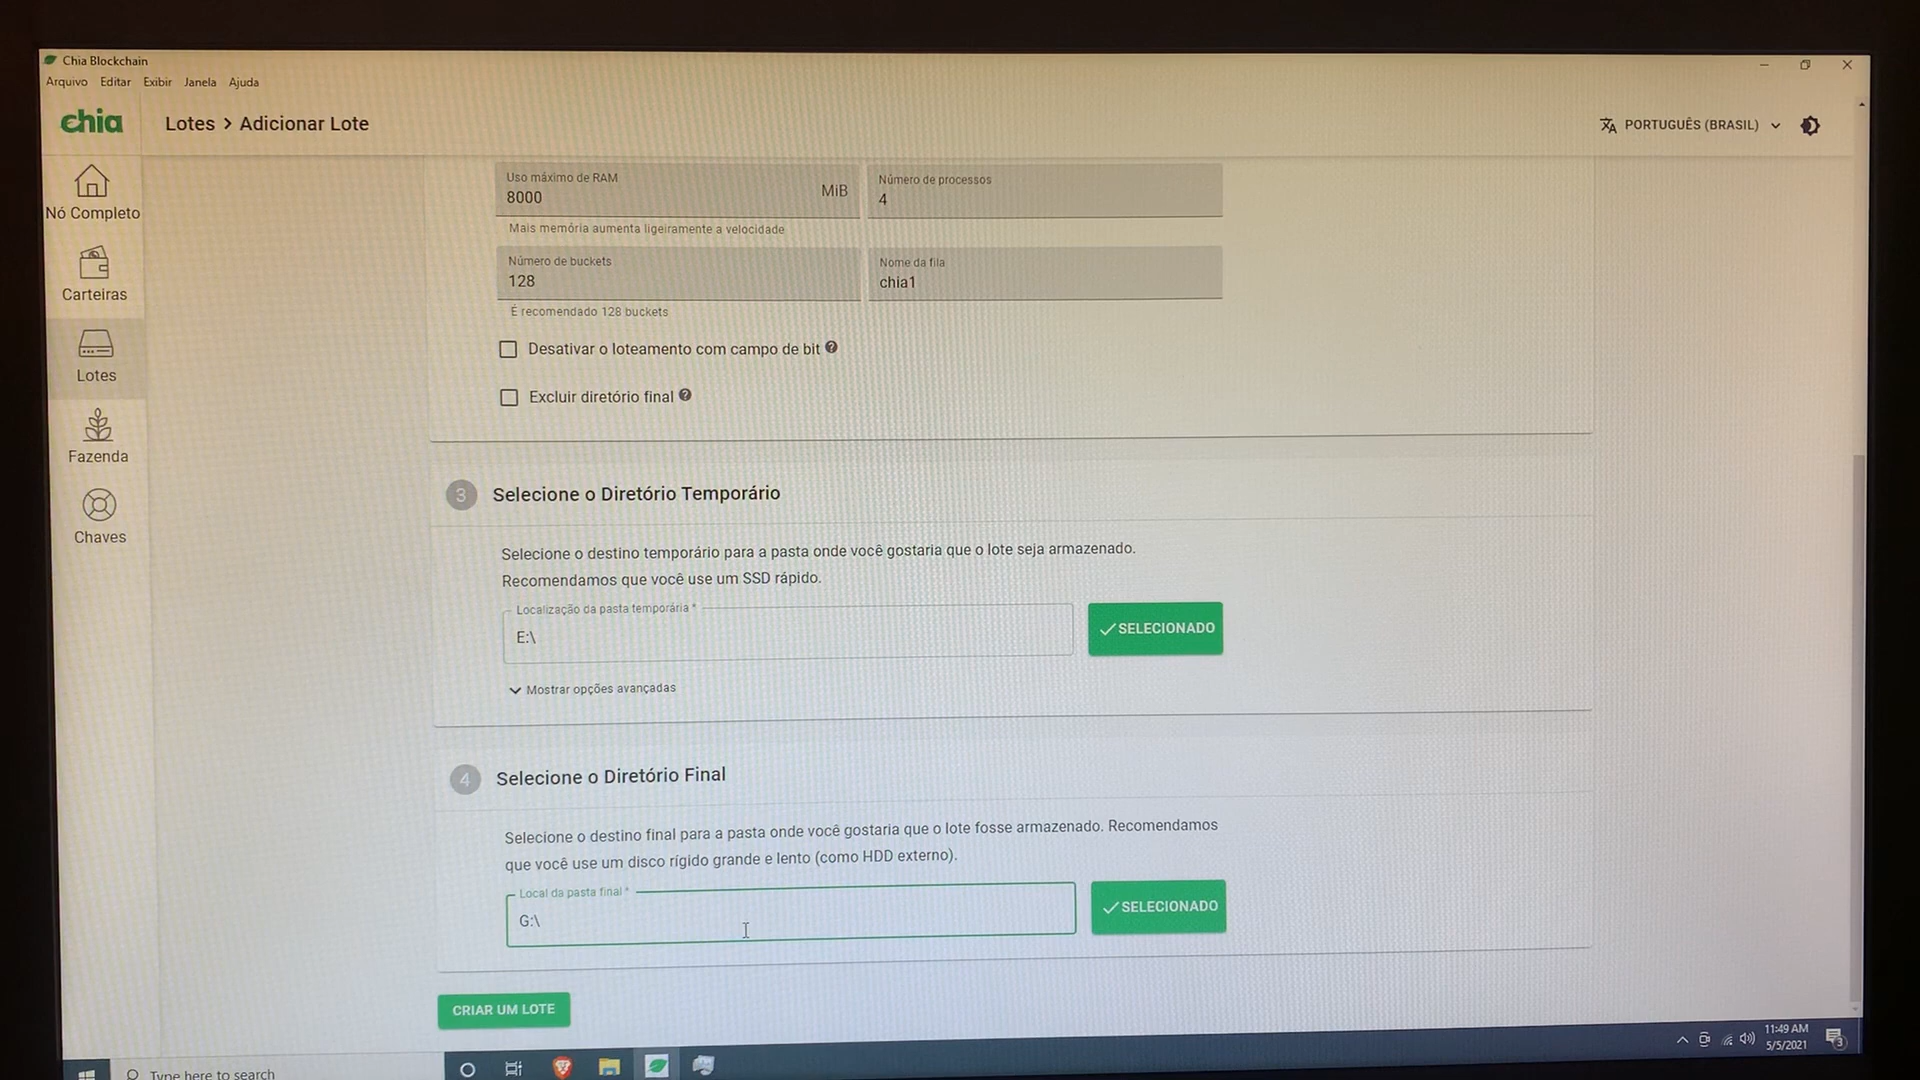 Chia Blockchain
Arquivo Editar Exibir Janela Ajuda
chia
Lotes > Adicionar Lote
PORTUGUÊS (BRASIL)
Nó Completo
Carteiras
Lotes
Fazenda
Chaves
Uso máximo de RAM
8000
MiB
Número de processos
4
Mais memória aumenta ligeiramente a velocidade
Número de buckets
128
Nome da fila
chia1
É recomendado 128 buckets
Desativar o loteamento com campo de bit ?
Excluir diretório final ?
3 Selecione o Diretório Temporário
Selecione o destino temporário para a pasta onde você gostaria que o lote seja armazenado.
Recomendamos que você use um SSD rápido.
Localização da pasta temporária *
E:\
SELECIONADO
Mostrar opções avançadas
4 Selecione o Diretório Final
Selecione o destino final para a pasta onde você gostaria que o lote fosse armazenado. Recomendamos
que você use um disco rígido grande e lento (como HDD externo).
Local da pasta final *
G:\
SELECIONADO
CRIAR UM LOTE
11:49 AM
5/5/2021
3
Type here to search